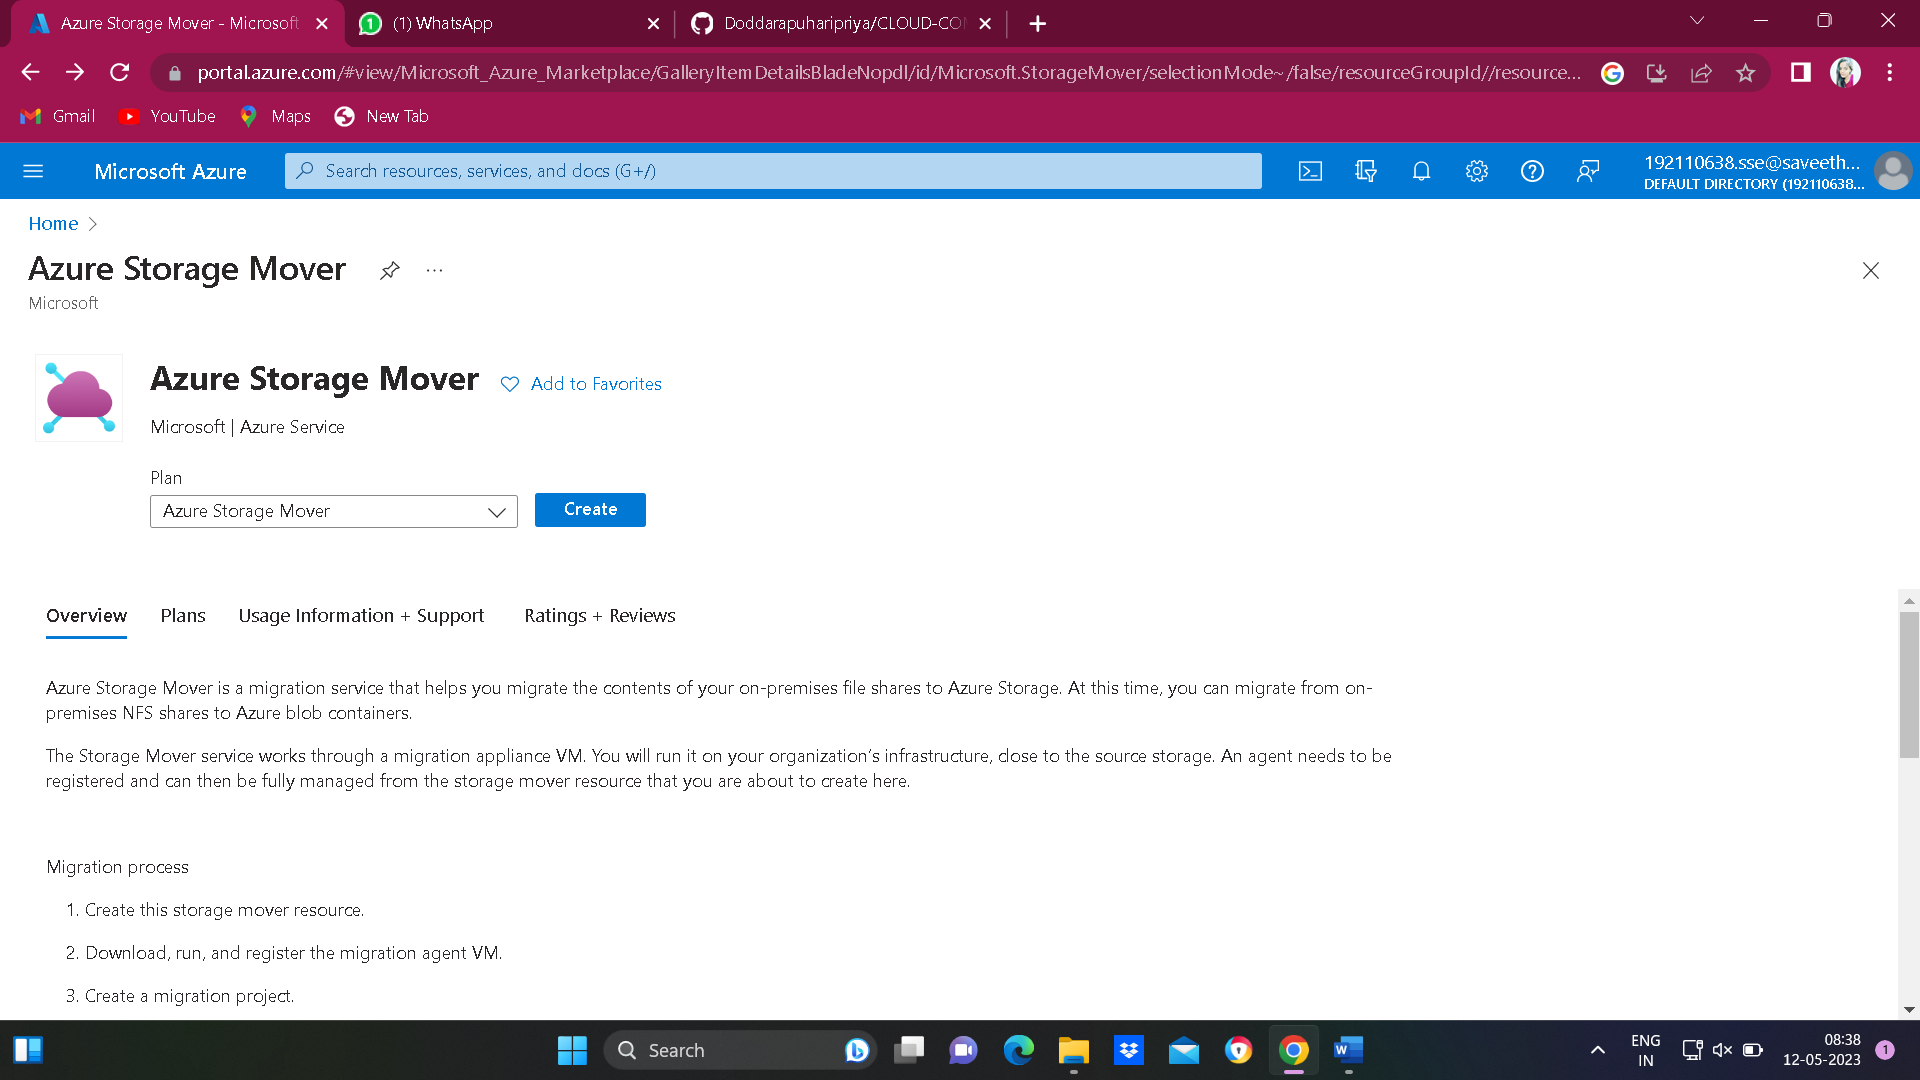 Azure Storage Mover - Microsoft
(1) WhatsApp
Doddarapuharipriya/CLOUD-CO
portal.azure.com/#view/Microsoft_Azure_Marketplace/GalleryItemDetailsBladeNopdl/id/Microsoft.StorageMover/selectionMode~/false/resourceGroupId//resource...
Gmail
YouTube
Maps
New Tab
Microsoft Azure
Search resources, services, and docs (G+/)
192110638.sse@saveeth...
DEFAULT DIRECTORY (192110638...
Home
Azure Storage Mover
...
Microsoft
Azure Storage Mover
Add to Favorites
Microsoft | Azure Service
Plan
Azure Storage Mover
Create
Overview
Plans
Usage Information + Support
Ratings + Reviews
Azure Storage Mover is a migration service that helps you migrate the contents of your on-premises file shares to Azure Storage. At this time, you can migrate from on-
premises NFS shares to Azure blob containers.
The Storage Mover service works through a migration appliance VM. You will run it on your organization's infrastructure, close to the source storage. An agent needs to be
registered and can then be fully managed from the storage mover resource that you are about to create here.
Migration process
1. Create this storage mover resource.
2. Download, run, and register the migration agent VM.
3. Create a migration project.
Search
ENG
IN
08:38
12-05-2023
1